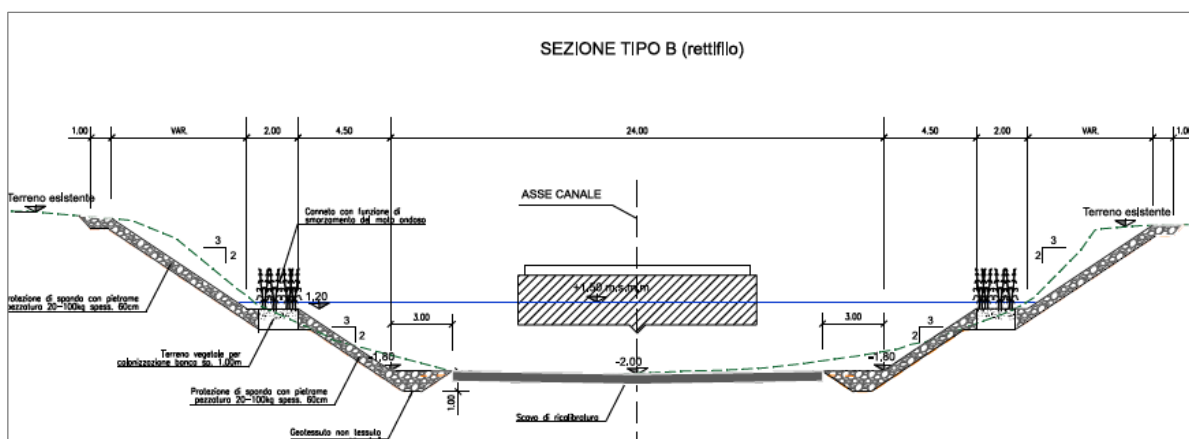 SEZIONE TIPO B (rettifilo)
1.00 VAR. 2.00 4.50 24.00 4.50 2.00 VAR. 1.00
Terreno esistente
Canneto con funzione di
smorzamento del moto ondoso
ASSE CANALE
Terreno esistente
3
2
3
2
+1.50 m.s.m.m
1,20
protezione di sponda con pietrame
pezzatura 20-100kg spess. 60cm
3
2
3.00
3.00
3
2
Terreno vegetale per
colonizzazione banca sp. 1.00m
-1,80
-2.00
-1,80
Protezione di sponda con pietrame
pezzatura 20-100kg spess. 60cm
1.00
Scavo di ricalibratura
Geotessuto non tessuto